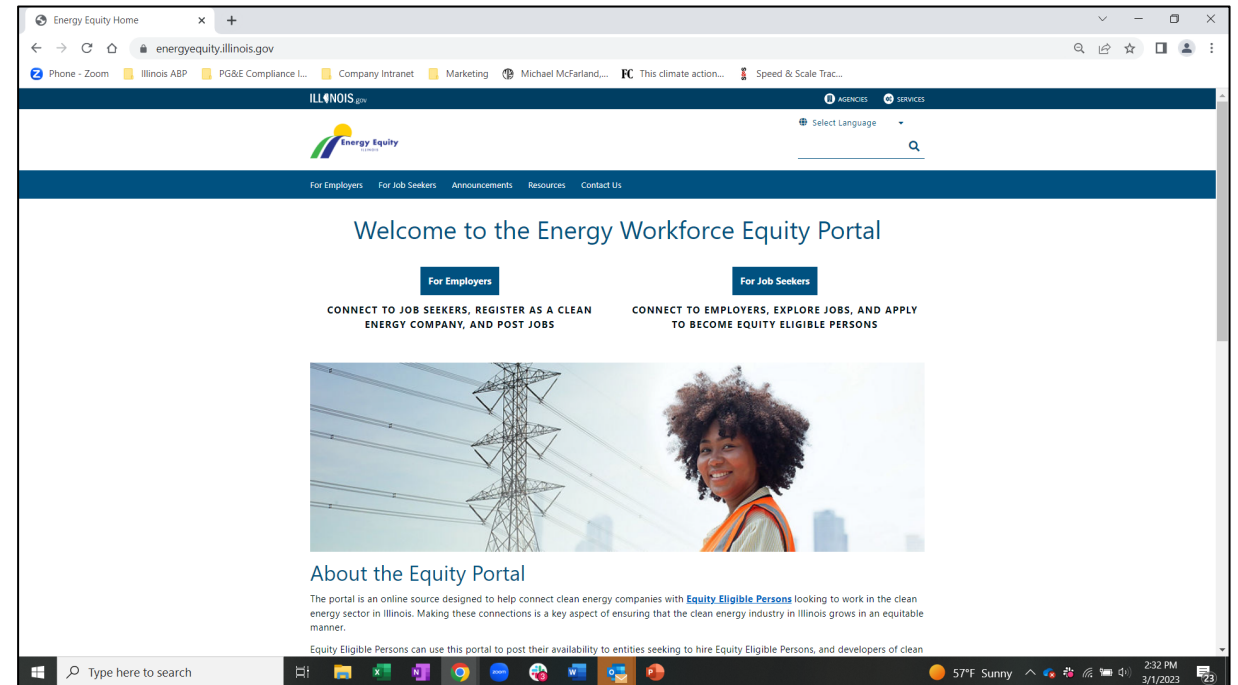 Energy Equity Home
energyequity.illinois.gov
Phone - Zoom Illinois ABP PG&E Compliance I... Company Intranet Marketing Michael McFarland,... FC This climate action... Speed & Scale Trac...
ILLINOIS.gov AGENCIES SERVICES
Select Language
Energy Equity
ILLINOIS
For Employers For Job Seekers Announcements Resources Contact Us
Welcome to the Energy Workforce Equity Portal
For Employers For Job Seekers
CONNECT TO JOB SEEKERS, REGISTER AS A CLEAN
ENERGY COMPANY, AND POST JOBS
CONNECT TO EMPLOYERS, EXPLORE JOBS, AND APPLY
TO BECOME EQUITY ELIGIBLE PERSONS
About the Equity Portal
The portal is an online source designed to help connect clean energy companies with Equity Eligible Persons looking to work in the clean
energy sector in Illinois. Making these connections is a key aspect of ensuring that the clean energy industry in Illinois grows in an equitable
manner.
Equity Eligible Persons can use this portal to post their availability to entities seeking to hire Equity Eligible Persons, and developers of clean
Type here to search
57°F Sunny
2:32 PM
3/1/2023
23